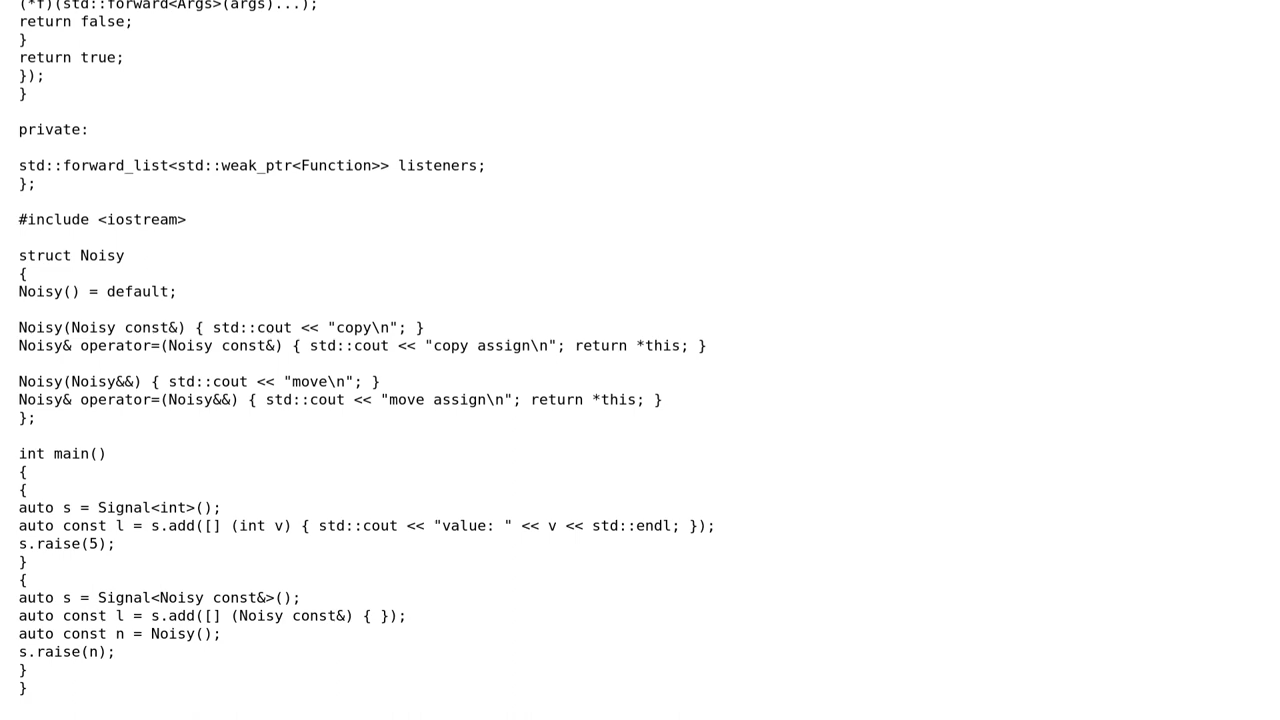 (*f)(std::forward<Args>(args)...);
return false;
}
return true;
});
}
private:
std::forward_list<std::weak_ptr<Function>> listeners;
};
#include <iostream>
struct Noisy
{
Noisy() = default;
Noisy(Noisy const&) { std::cout << "copy\n"; }
Noisy& operator=(Noisy const&) { std::cout << "copy assign\n"; return *this; }
Noisy(Noisy&&) { std::cout << "move\n"; }
Noisy& operator=(Noisy&&) { std::cout << "move assign\n"; return *this; }
};
int main()
{
{
auto s = Signal<int>();
auto const l = s.add([] (int v) { std::cout << "value: " << v << std::endl; });
s.raise(5);
}
{
auto s = Signal<Noisy const&>();
auto const l = s.add([] (Noisy const&) { });
auto const n = Noisy();
s.raise(n);
}
}